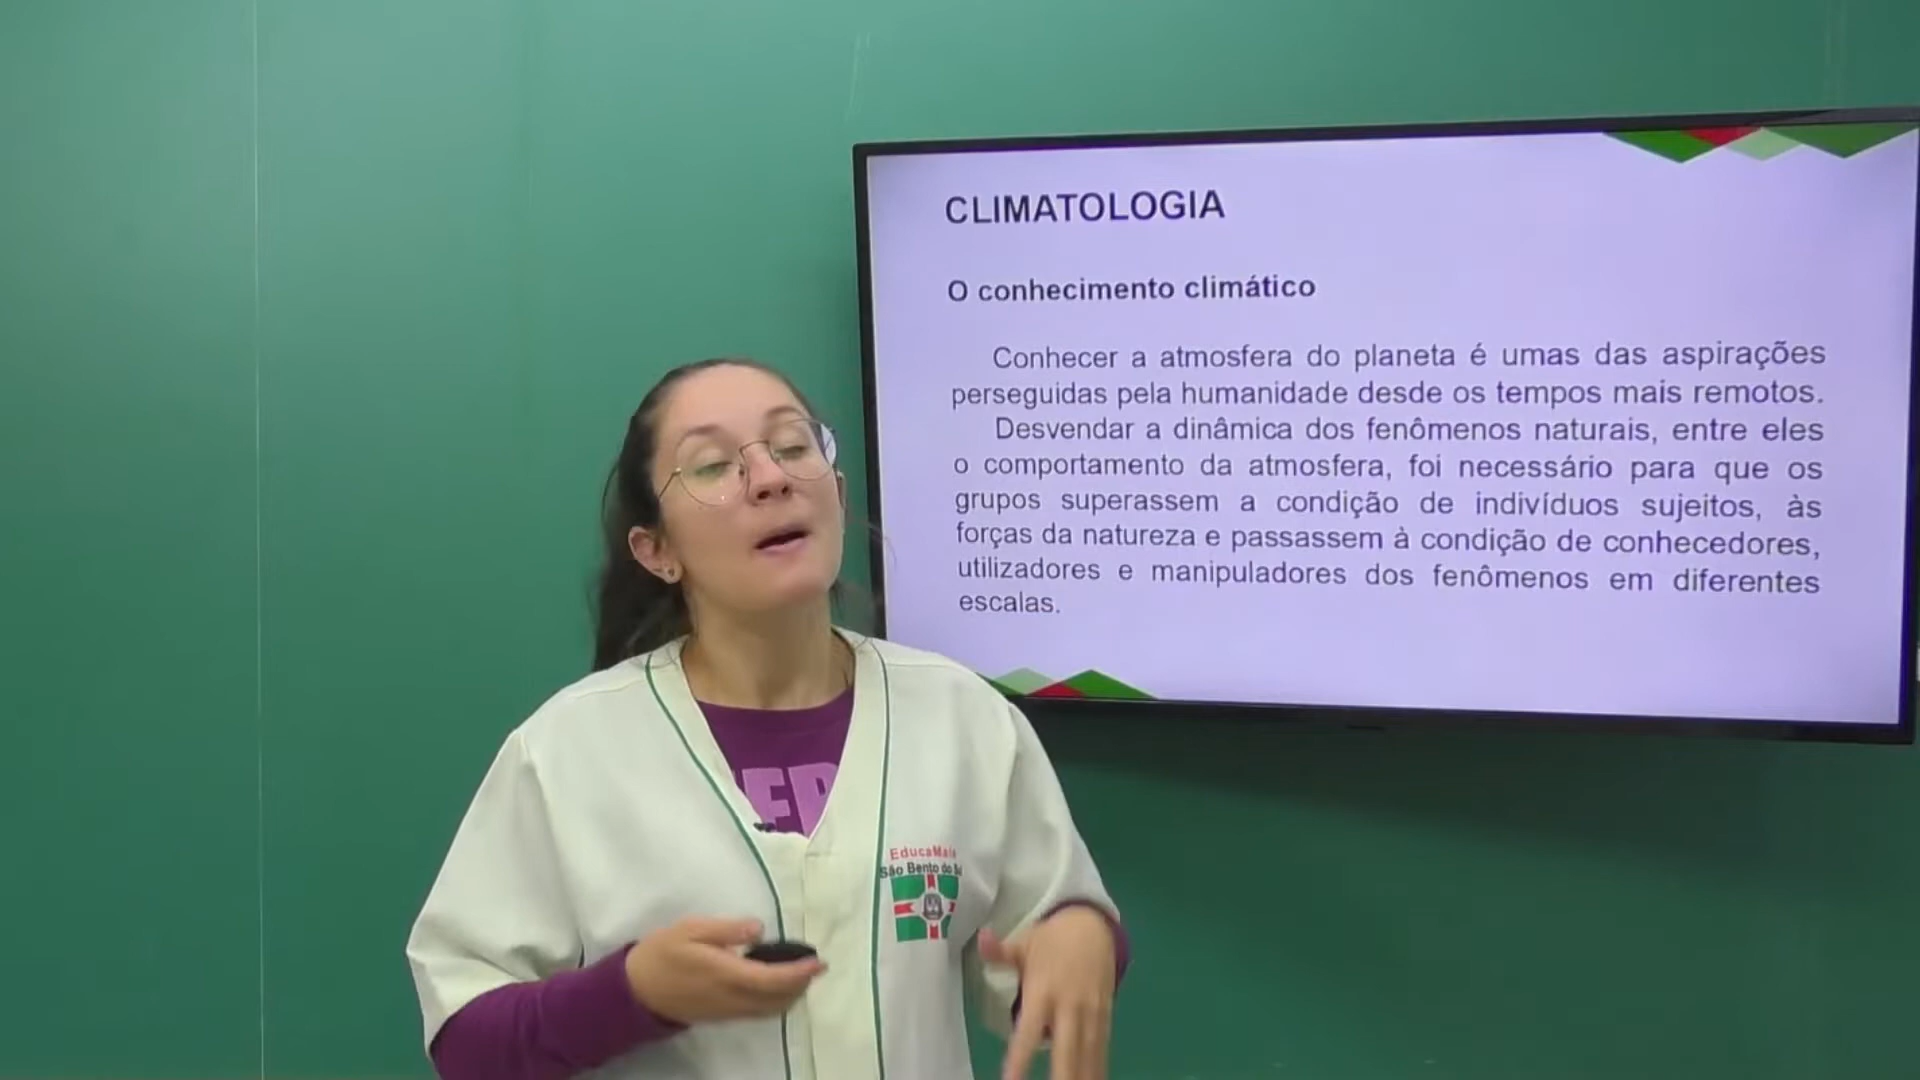 CLIMATOLOGIA
O conhecimento climático
Conhecer a atmosfera do planeta é umas das aspirações
perseguidas pela humanidade desde os tempos mais remotos.
Desvendar a dinâmica dos fenômenos naturais, entre eles
o comportamento da atmosfera, foi necessário para que os
grupos superassem a condição de indivíduos sujeitos, às
forças da natureza e passassem à condição de conhecedores,
utilizadores e manipuladores dos fenômenos em diferentes
escalas.
EducaMais
São Bento do